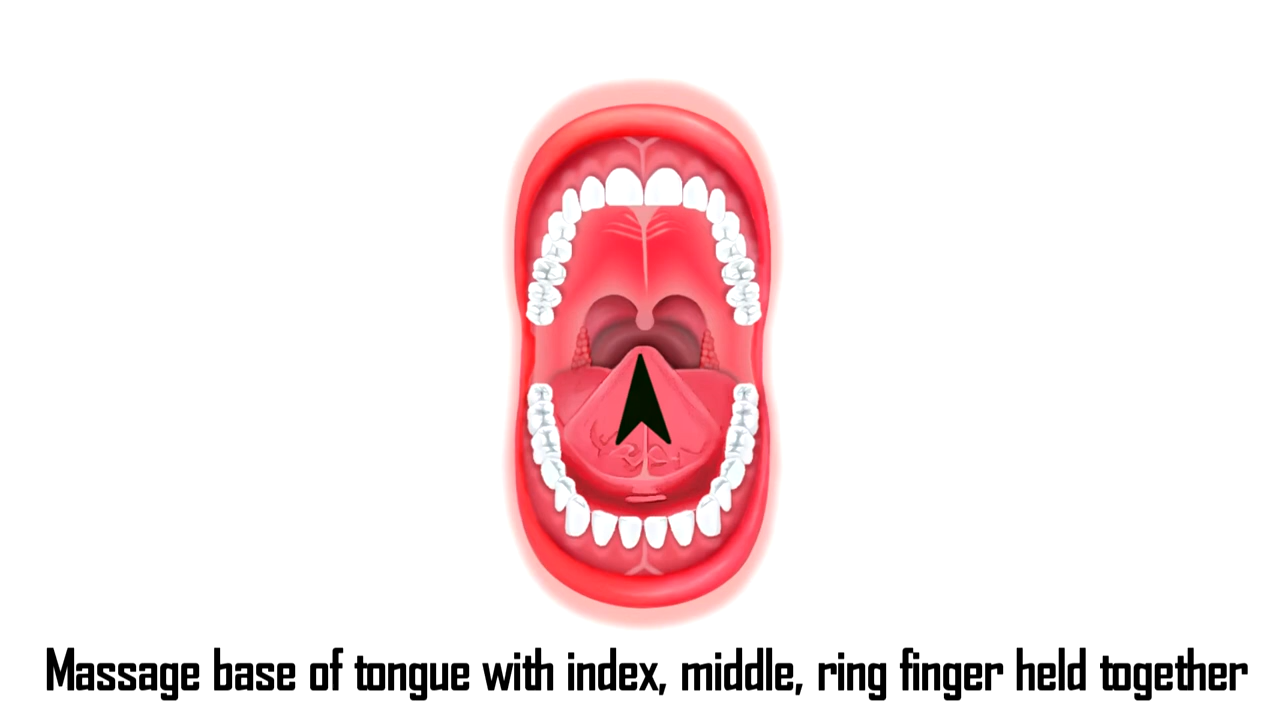 Massage base of tongue with index, middle, ring finger held together